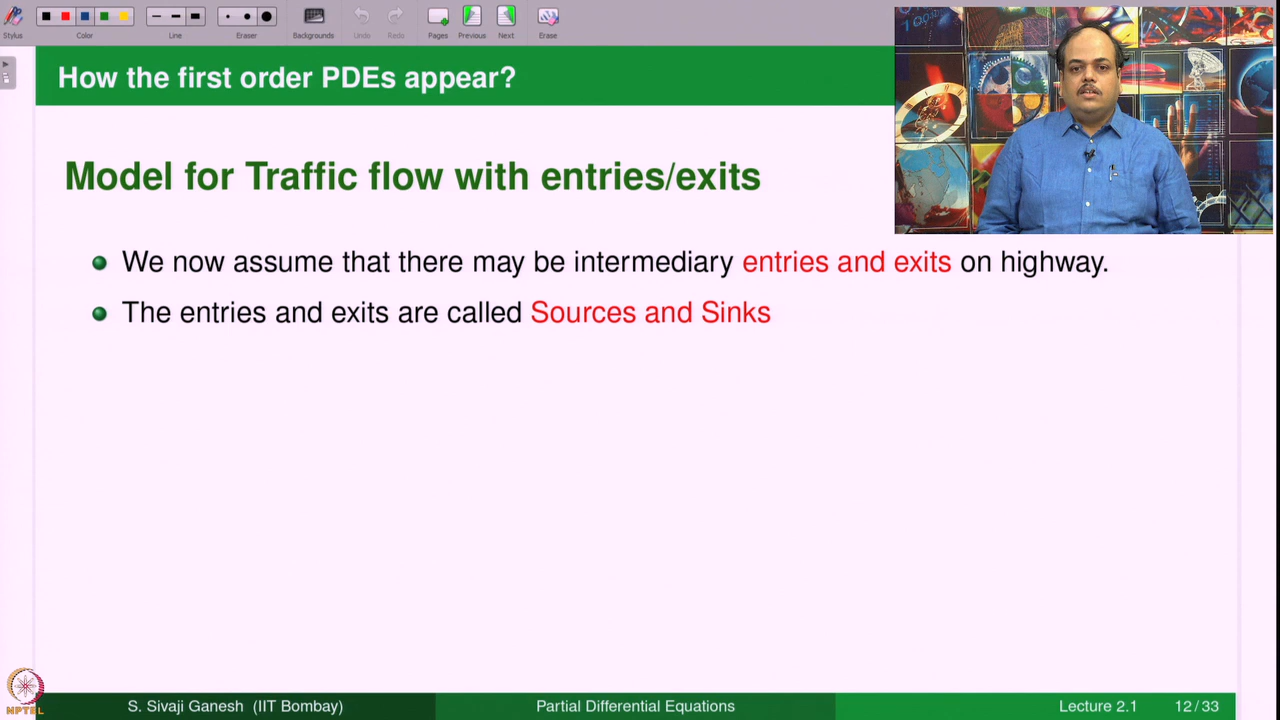 Stylus
Color
Line
Eraser
Backgrounds
Undo
Redo
Pages
Previous
Next
Erase
How the first order PDEs appear?
Model for Traffic flow with entries/exits
We now assume that there may be intermediary entries and exits on highway.
The entries and exits are called Sources and Sinks
NPTEL
S. Sivaji Ganesh (IIT Bombay)
Partial Differential Equations
Lecture 2.1
12/33